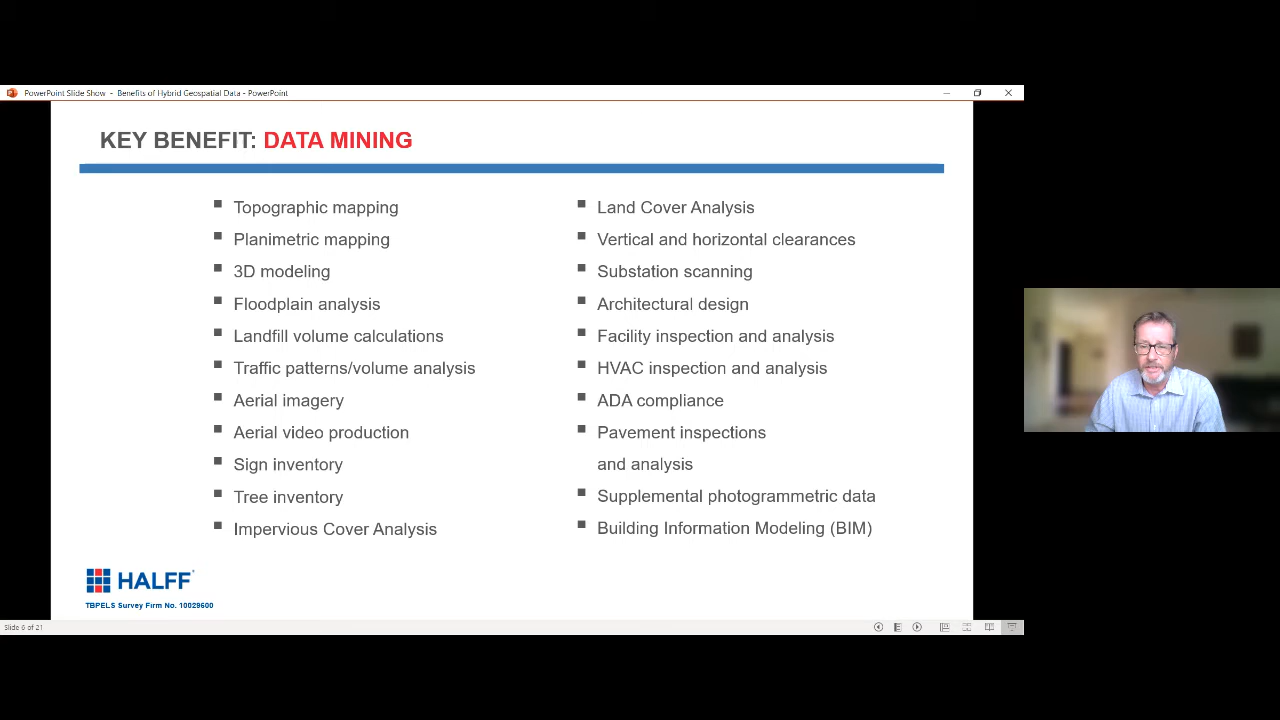 PowerPoint Slide Show - Benefits of Hybrid Geospatial Data - PowerPoint
KEY BENEFIT: DATA MINING
Topographic mapping
Planimetric mapping
3D modeling
Floodplain analysis
Landfill volume calculations
Traffic patterns/volume analysis
Aerial imagery
Aerial video production
Sign inventory
Tree inventory
Impervious Cover Analysis
Land Cover Analysis
Vertical and horizontal clearances
Substation scanning
Architectural design
Facility inspection and analysis
HVAC inspection and analysis
ADA compliance
Pavement inspections
and analysis
Supplemental photogrammetric data
Building Information Modeling (BIM)
HALFF
TBPELS Survey Firm No. 10029600
Slide 6 of 21